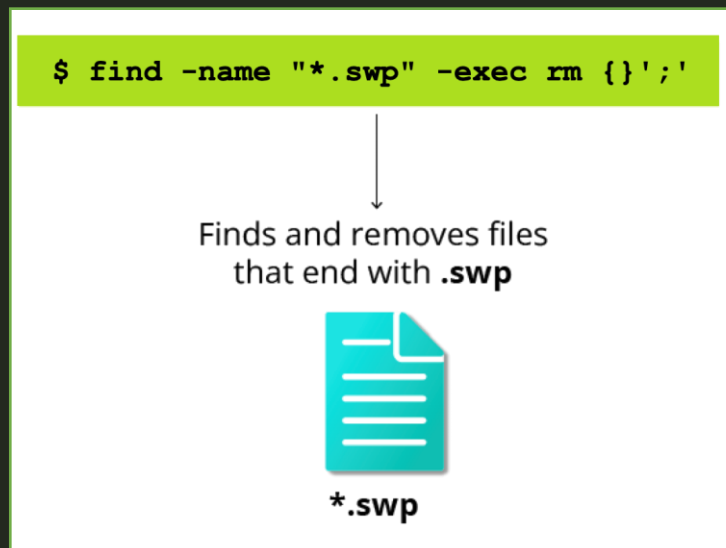 $ find -name "*.swp" -exec rm {}';'
Finds and removes files
that end with .swp
*.swp